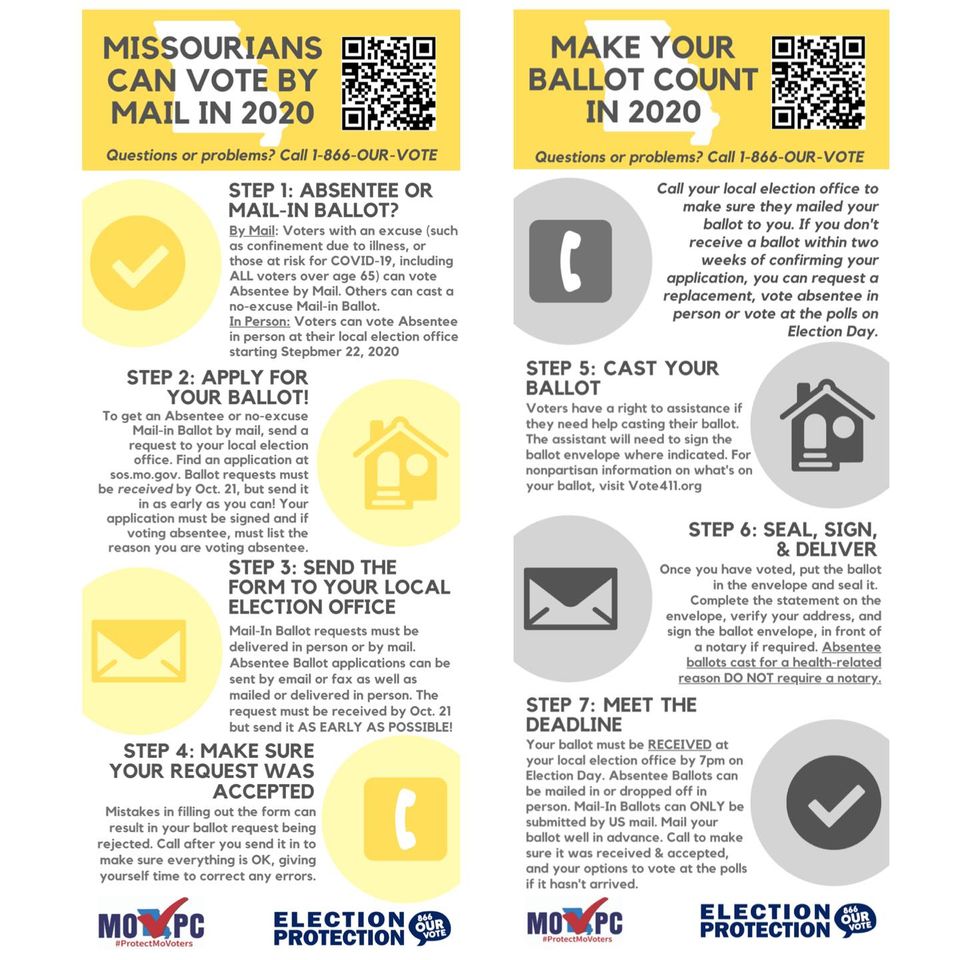 MISSOURIANS
CAN VOTE BY
MAIL IN 2020
Questions or problems? Call 1-866-OUR-VOTE
STEP 1: ABSENTEE OR
MAIL-IN BALLOT?
By Mail: Voters with an excuse (such
as confinement due to illness, or
those at risk for COVID-19, including
ALL voters over age 65) can vote
Absentee by Mail. Others can cast a
no-excuse Mail-in Ballot.
In Person: Voters can vote Absentee
in person at their local election office
starting Stepbmer 22, 2020
STEP 2: APPLY FOR
YOUR BALLOT!
To get an Absentee or no-excuse
Mail-in Ballot by mail, send a
request to your local election
office. Find an application at
sos.mo.gov. Ballot requests must
be received by Oct. 21, but send it
in as early as you can! Your
application must be signed and if
voting absentee, must list the
reason you are voting absentee.
STEP 3: SEND THE
FORM TO YOUR LOCAL
ELECTION OFFICE
Mail-In Ballot requests must be
delivered in person or by mail.
Absentee Ballot applications can be
sent by email or fax as well as
mailed or delivered in person. The
request must be received by Oct. 21
but send it AS EARLY AS POSSIBLE!
STEP 4: MAKE SURE
YOUR REQUEST WAS
ACCEPTED
Mistakes in filling out the form can
result in your ballot request being
rejected. Call after you send it in to
make sure everything is OK, giving
yourself time to correct any errors.
MO PC
#ProtectMoVoters
ELECTION
PROTECTION
866
OUR
VOTE
MAKE YOUR
BALLOT COUNT
IN 2020
Questions or problems? Call 1-866-OUR-VOTE
Call your local election office to
make sure they mailed your
ballot to you. If you don't
receive a ballot within two
weeks of confirming your
application, you can request a
replacement, vote absentee in
person or vote at the polls on
Election Day.
STEP 5: CAST YOUR
BALLOT
Voters have a right to assistance if
they need help casting their ballot.
The assistant will need to sign the
ballot envelope where indicated. For
nonpartisan information on what's on
your ballot, visit Vote411.org
STEP 6: SEAL, SIGN,
& DELIVER
Once you have voted, put the ballot
in the envelope and seal it.
Complete the statement on the
envelope, verify your address, and
sign the ballot envelope, in front of
a notary if required. Absentee
ballots cast for a health-related
reason DO NOT require a notary.
STEP 7: MEET THE
DEADLINE
Your ballot must be RECEIVED at
your local election office by 7pm on
Election Day. Absentee Ballots can
be mailed in or dropped off in
person. Mail-In Ballots can ONLY be
submitted by US mail. Mail your
ballot well in advance. Call to make
sure it was received & accepted,
and your options to vote at the polls
if it hasn't arrived.
MO PC
#ProtectMoVoters
ELECTION
PROTECTION
866
OUR
VOTE